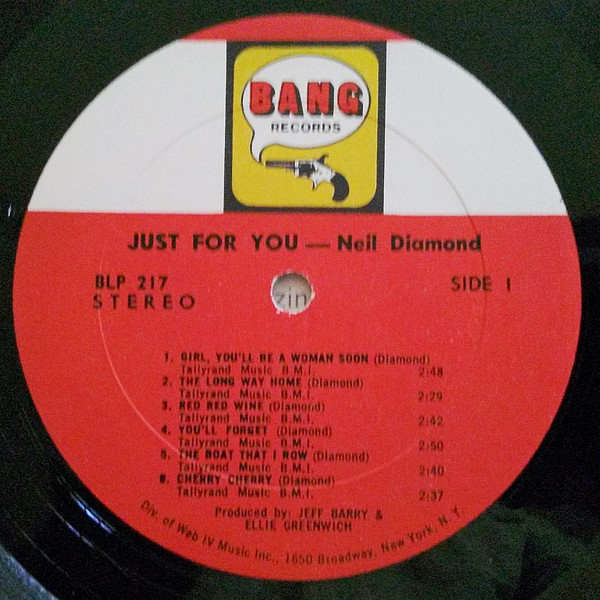 BANG
RECORDS
JUST FOR YOU — Neil Diamond
BLP 217
STEREO
SIDE 1
zin
1. GIRL, YOU'LL BE A WOMAN SOON (Diamond)
Tallyrand Music B.M.I. 2:48
2. THE LONG WAY HOME (Diamond)
Tallyrand Music B.M.I. 2:29
3. RED RED WINE (Diamond)
Tallyrand Music B.M.I. 2:42
4. YOU'LL FORGET (Diamond)
Tallyrand Music B.M.I. 2:50
5. THE BOAT THAT I ROW (Diamond)
Tallyrand Music B.M.I. 2:40
6. CHERRY CHERRY (Diamond)
Tallyrand Music B.M.I. 2:37
Produced by: JEFF BARRY &
ELLIE GREENWICH
Div. of Web IV Music Inc., 1650 Broadway, New York, N.Y.